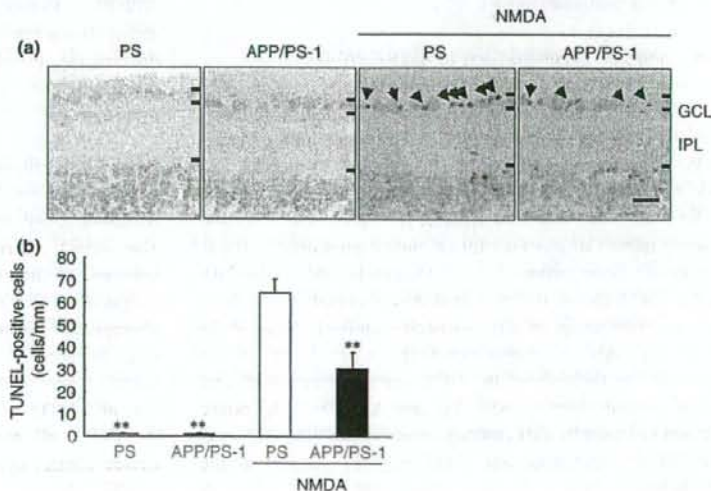 NMDA
PS APP/PS-1 PS APP/PS-1
(a)
GCL
IPL
(b)
TUNEL-positive cells
(cells/mm)
80
70
60
50
40
30
20
10
0
** ** **
PS APP/PS-1 PS APP/PS-1
NMDA